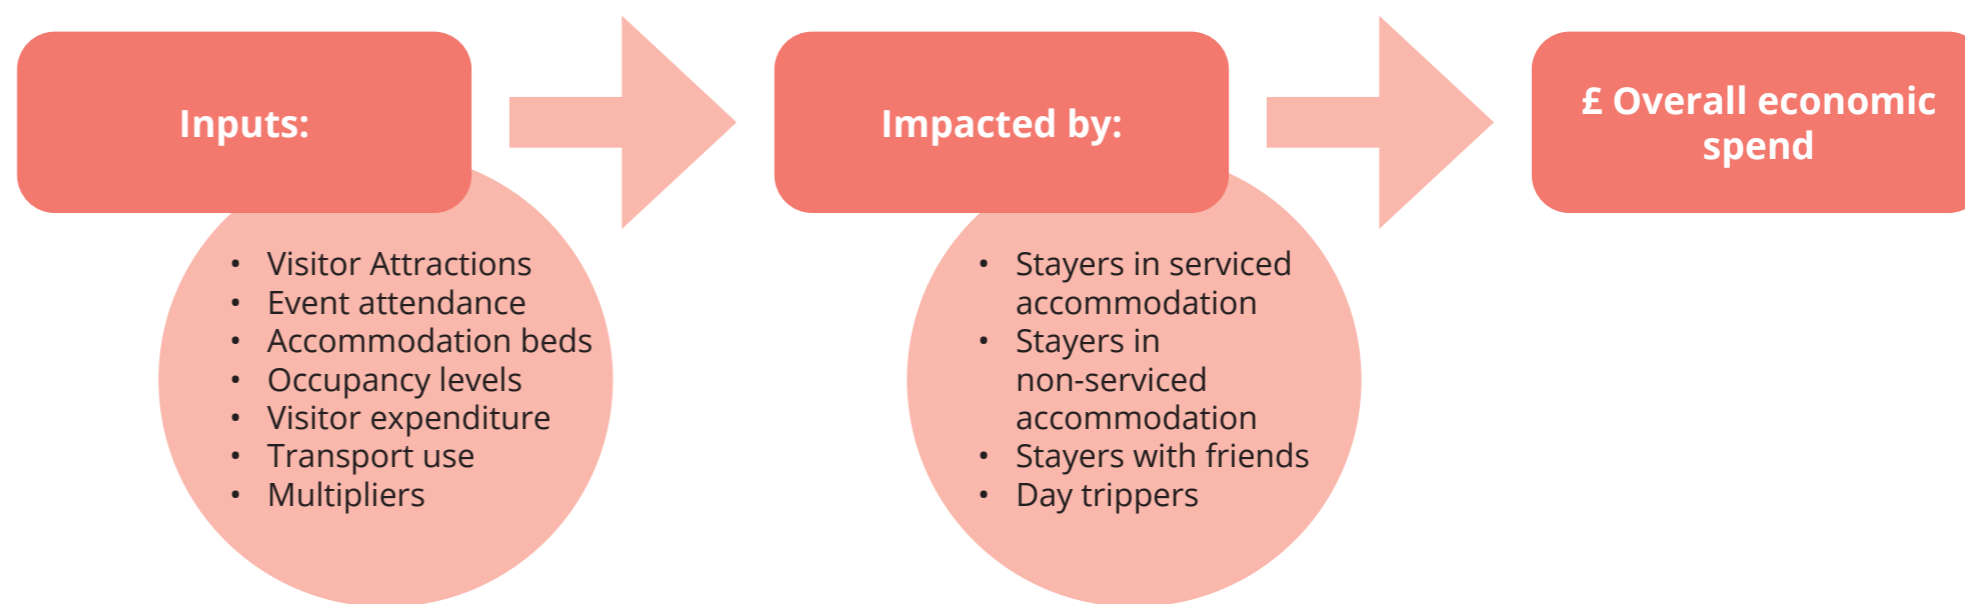 Inputs:
• Visitor Attractions
• Event attendance
• Accommodation beds
• Occupancy levels
• Visitor expenditure
• Transport use
• Multipliers
Impacted by:
• Stayers in serviced
accommodation
• Stayers in
non-serviced
accommodation
• Stayers with friends
• Day trippers
£ Overall economic
spend